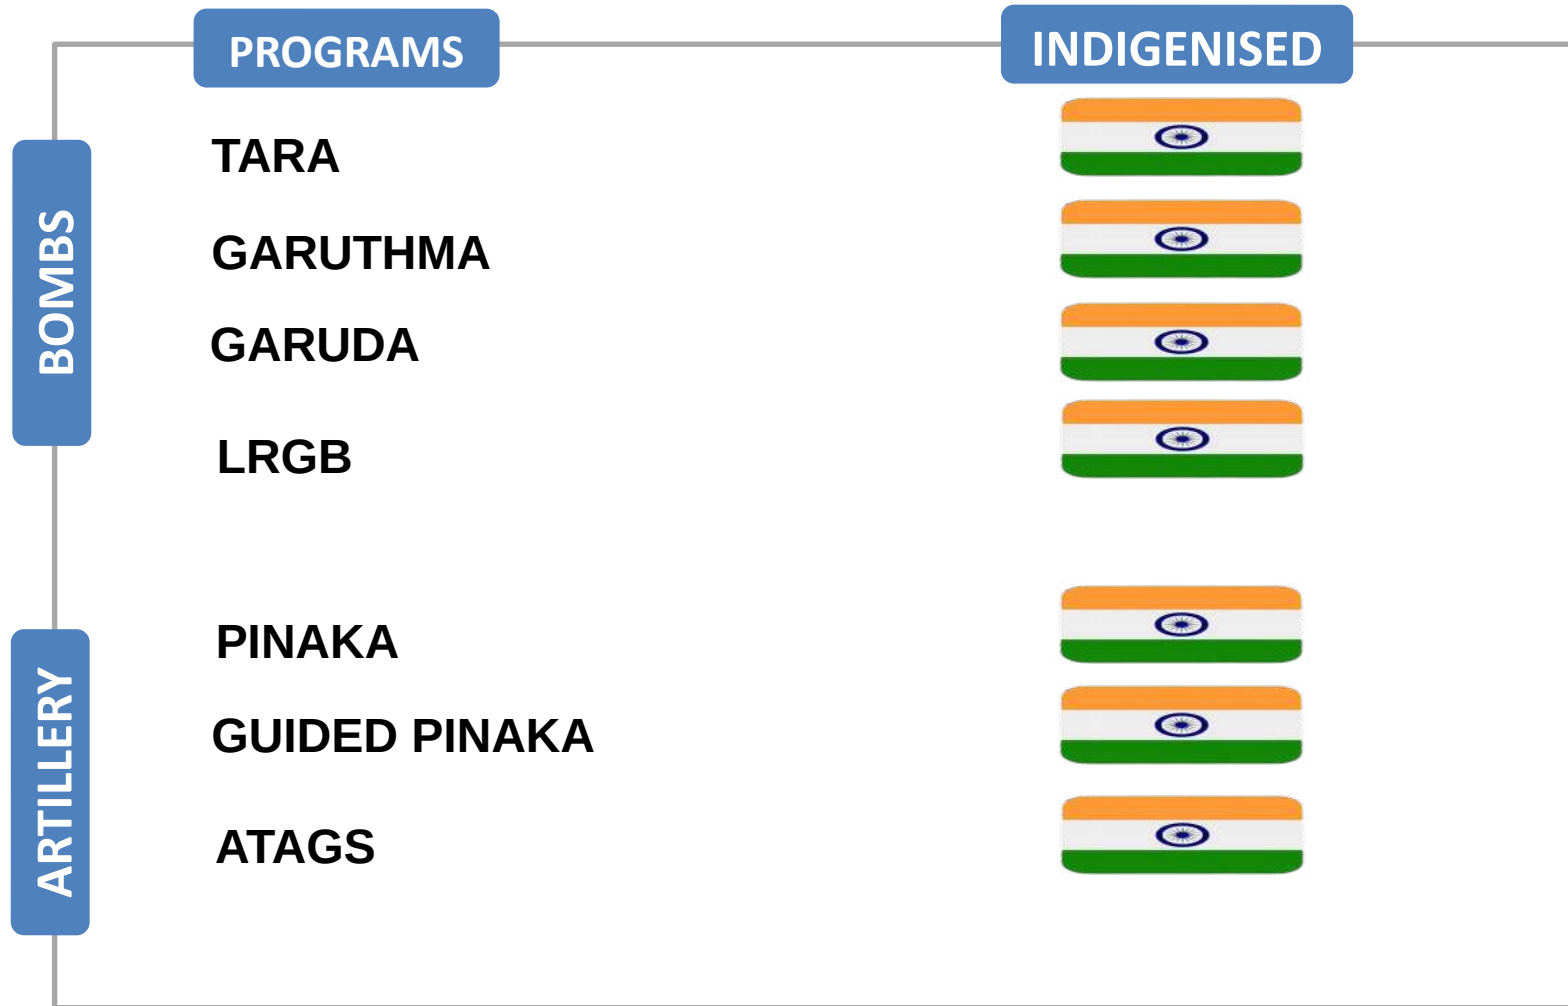 PROGRAMS
INDIGENISED
BOMBS
TARA
GARUTHMA
GARUDA
LRGB
ARTILLERY
PINAKA
GUIDED PINAKA
ATAGS